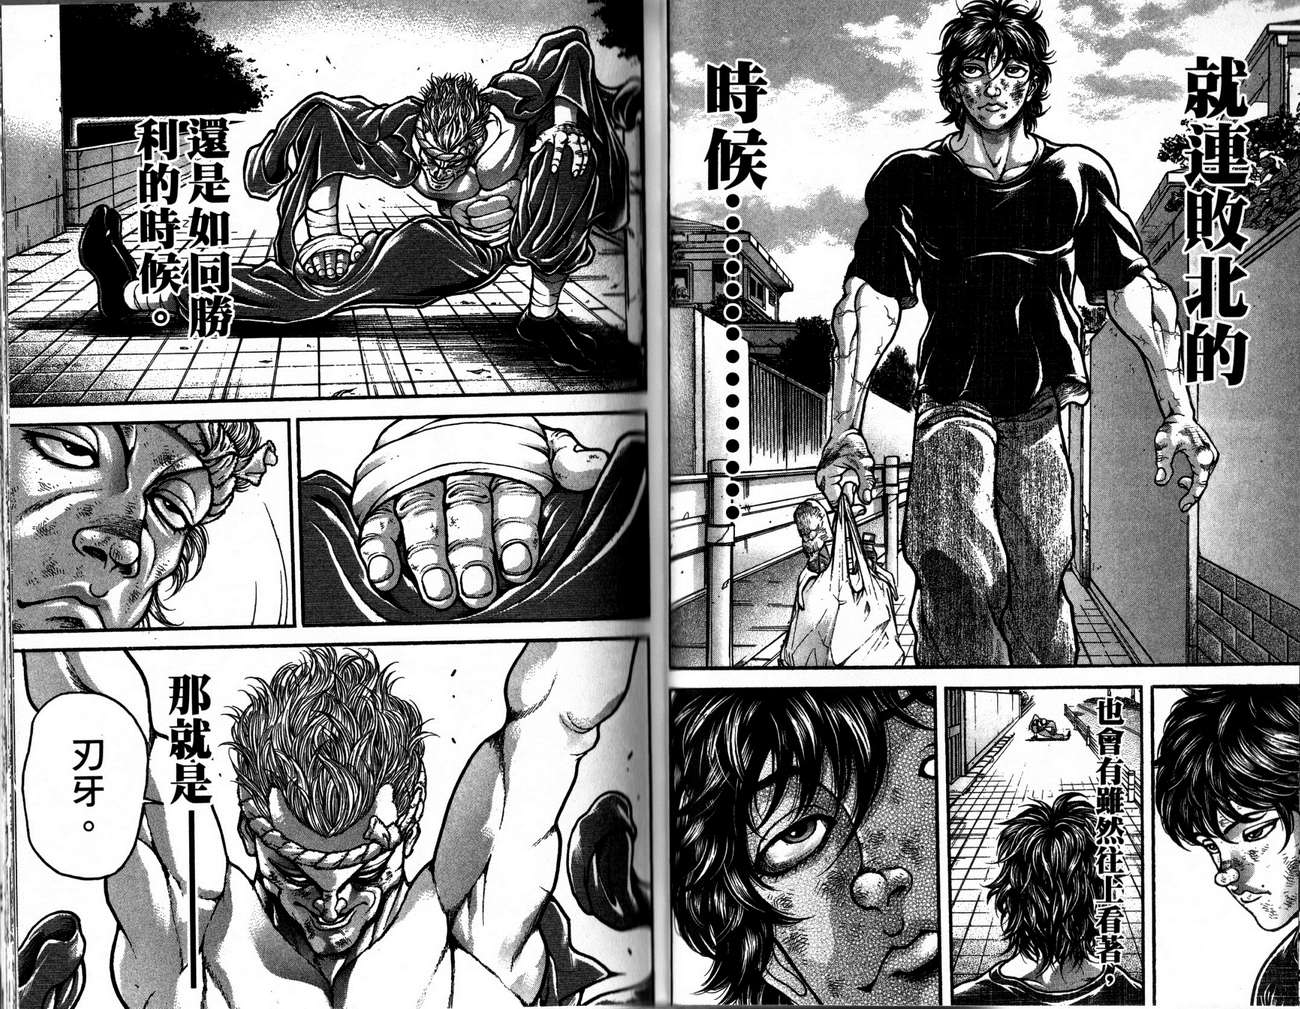 就連敗北的
時候⋯⋯⋯⋯⋯⋯
也會有雖然往上看著，
還是如同勝
利的時候。
那就是——
刃牙。